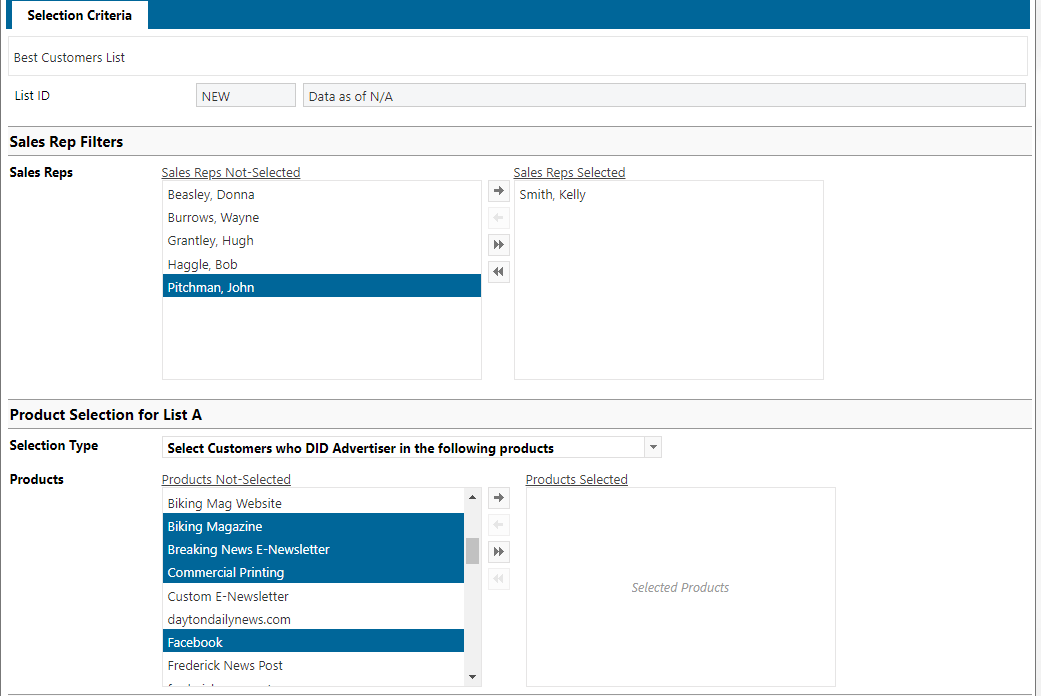 Selection Criteria
Best Customers List
List ID NEW Data as of N/A
Sales Rep Filters
Sales Reps
Sales Reps Not-Selected
Beasley, Donna
Burrows, Wayne
Grantley, Hugh
Haggle, Bob
Pitchman, John
Sales Reps Selected
Smith, Kelly
Product Selection for List A
Selection Type Select Customers who DID Advertiser in the following products
Products
Products Not-Selected
Biking Mag Website
Biking Magazine
Breaking News E-Newsletter
Commercial Printing
Custom E-Newsletter
daytondailynews.com
Facebook
Frederick News Post
Products Selected
Selected Products